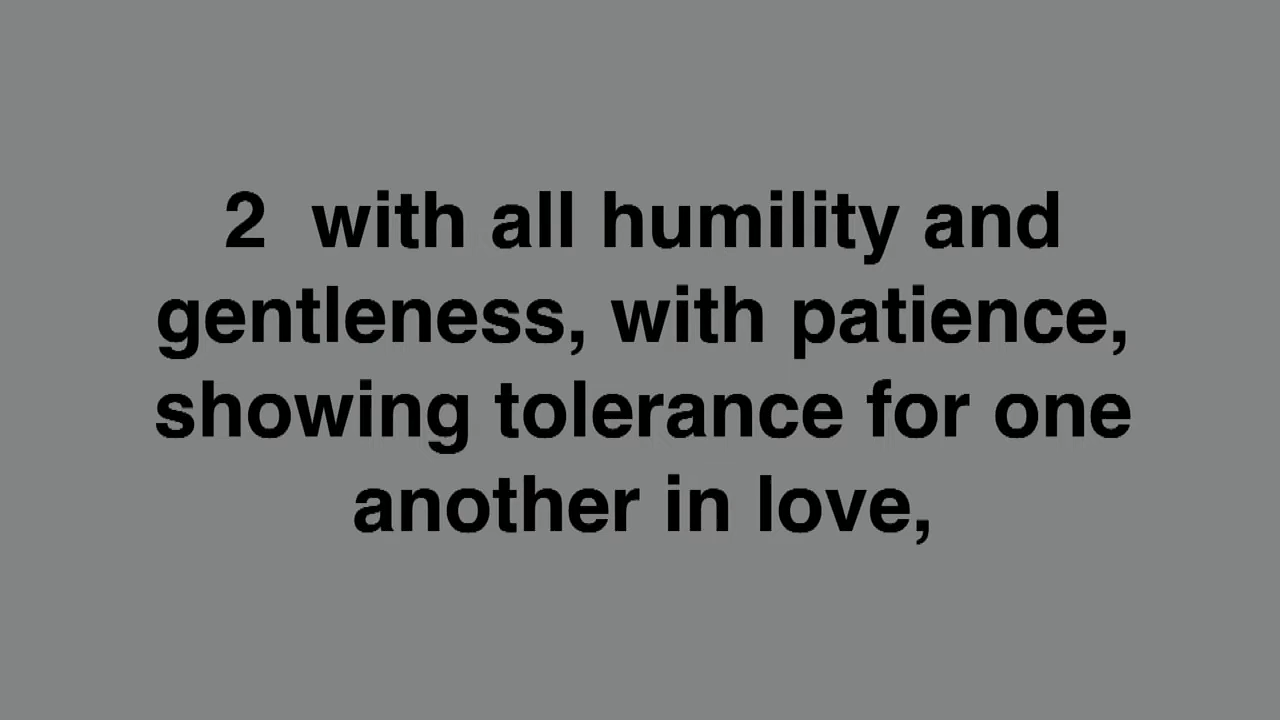 2  with all humility and
gentleness, with patience,
showing tolerance for one
another in love,